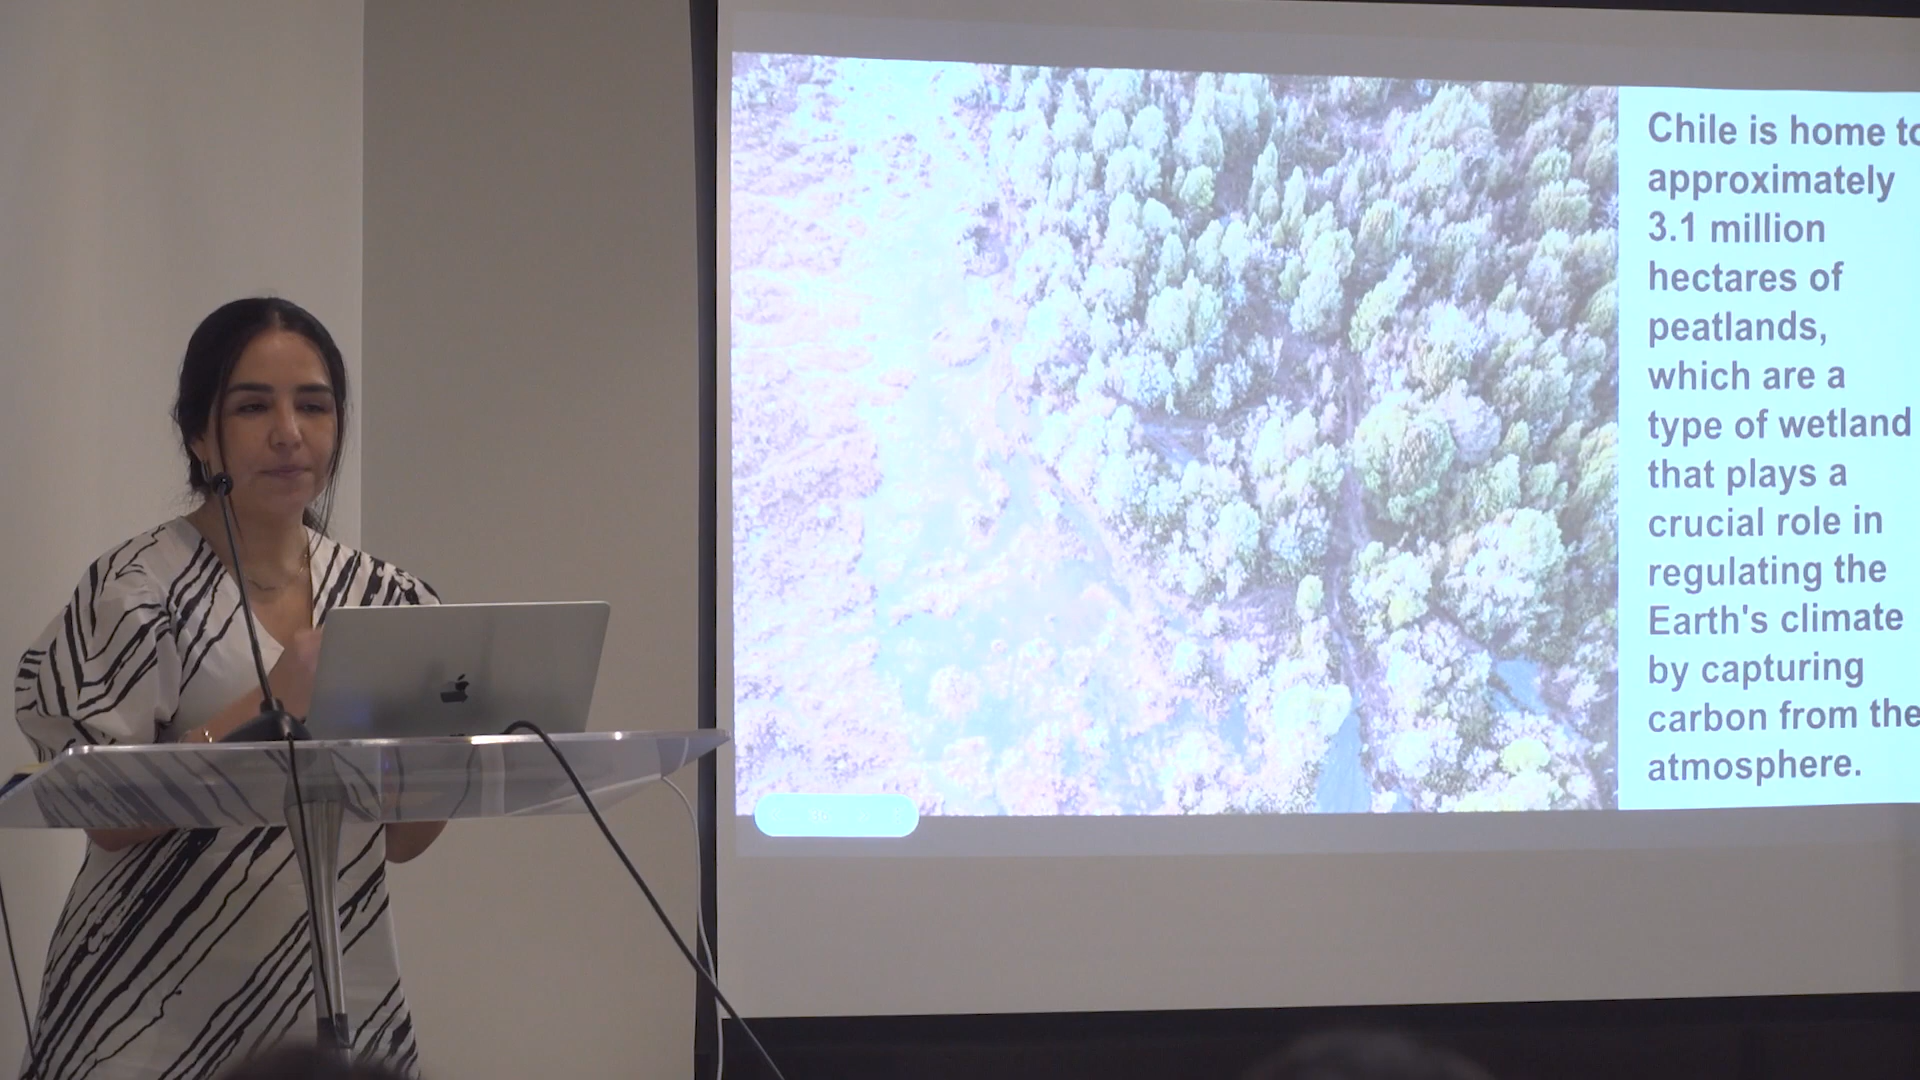 Chile is home to
approximately
3.1 million
hectares of
peatlands,
which are a
type of wetland
that plays a
crucial role in
regulating the
Earth's climate
by capturing
carbon from the
atmosphere.